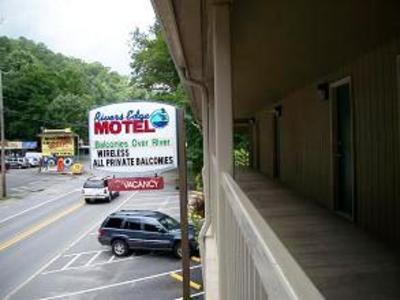 Rivers Edge
MOTEL
Balconies Over River
WIRELESS
ALL PRIVATE BALCONIES
VACANCY